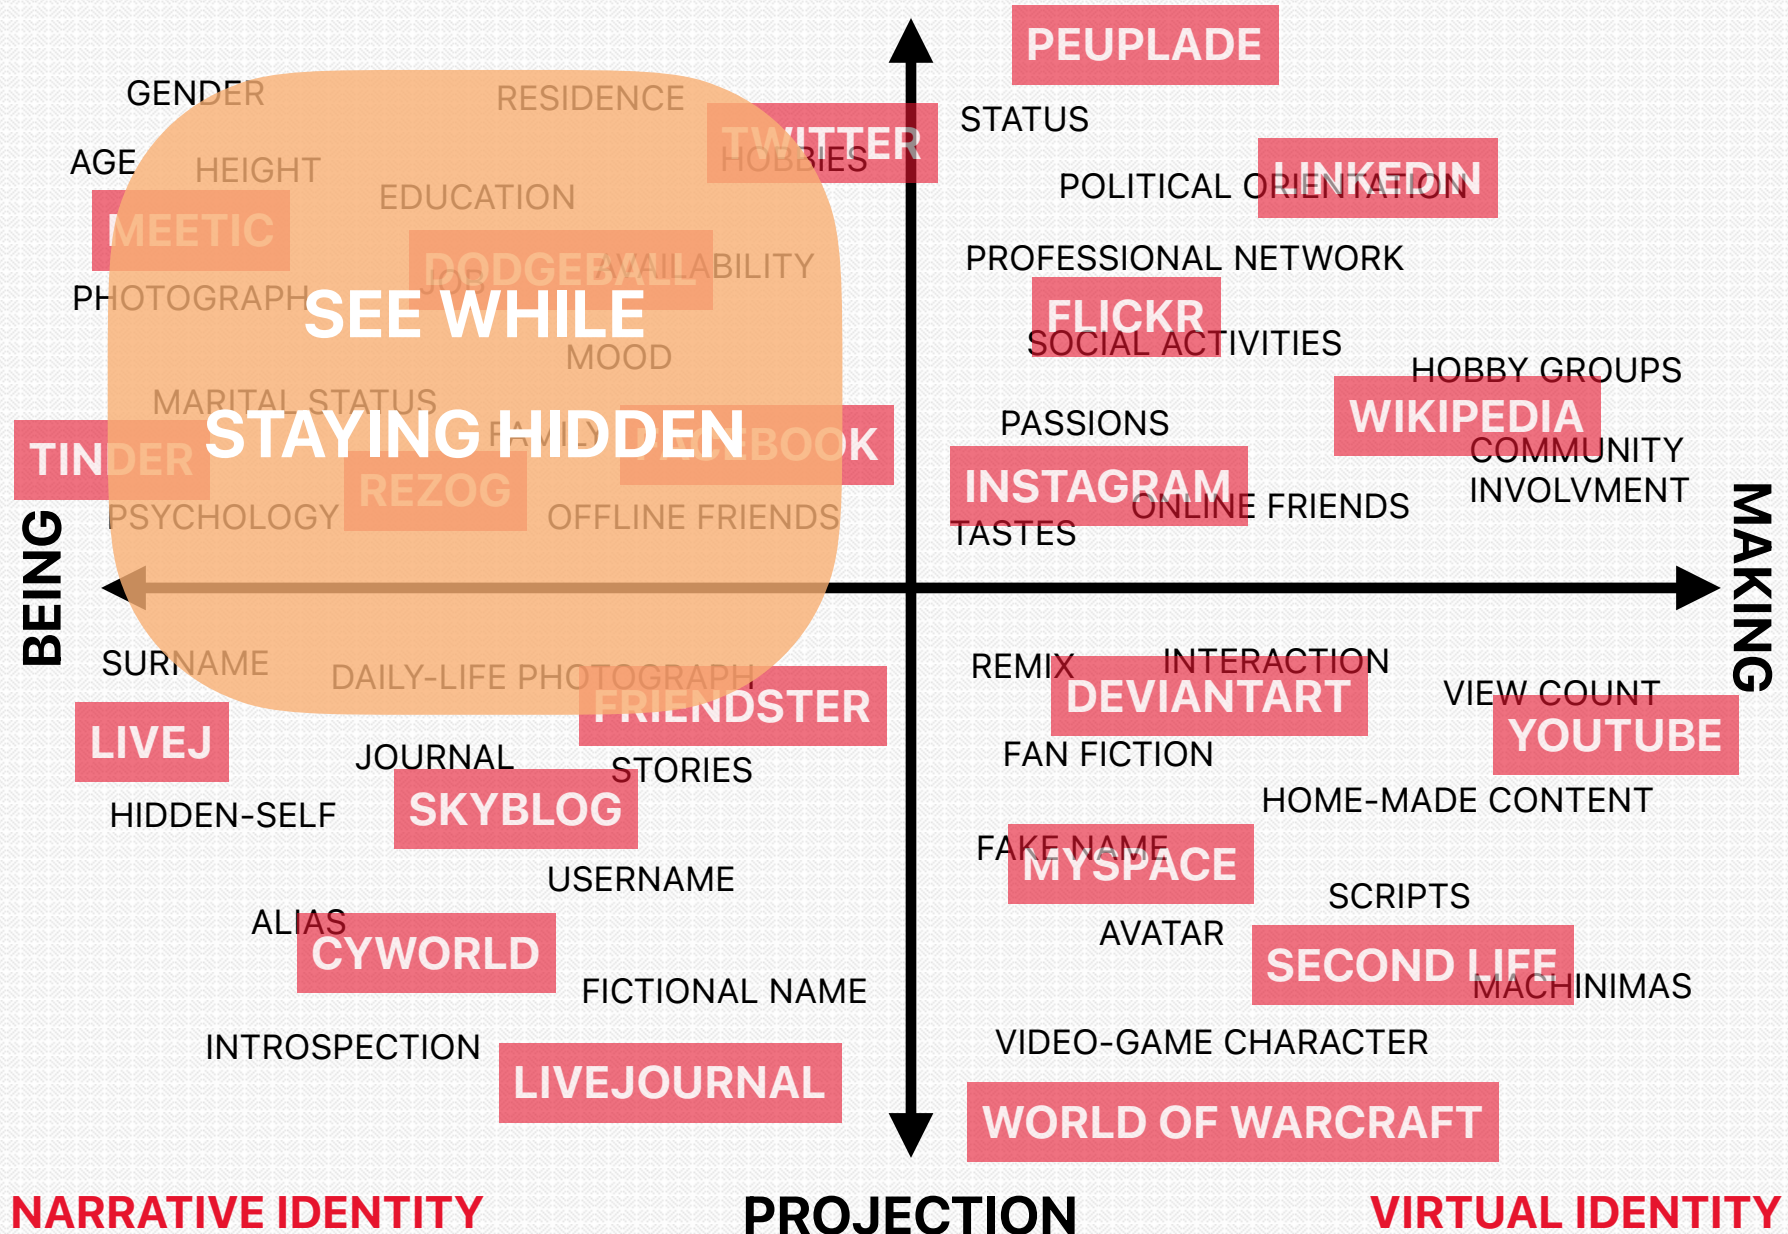 PEUPLADE
GENDER
RESIDENCE
STATUS
TWITTER
HOBBIES
AGE
HEIGHT
LINKEDIN
POLITICAL ORIENTATION
EDUCATION
MEETIC
DODGEBALL
AVAILABILITY
JOB
PROFESSIONAL NETWORK
PHOTOGRAPH
FLICKR
SOCIAL ACTIVITIES
SEE WHILE
STAYING HIDDEN
MOOD
HOBBY GROUPS
MARITAL STATUS
WIKIPEDIA
PASSIONS
FAMILY
FACEBOOK
TINDER
COMMUNITY
INVOLVMENT
REZOG
INSTAGRAM
ONLINE FRIENDS
PSYCHOLOGY
OFFLINE FRIENDS
TASTES
BEING
MAKING
SURNAME
DAILY-LIFE PHOTOGRAPH
REMIX
INTERACTION
FRIENDSTER
DEVIANTART
VIEW COUNT
LIVEJ
YOUTUBE
JOURNAL
STORIES
FAN FICTION
SKYBLOG
HIDDEN-SELF
HOME-MADE CONTENT
FAKE NAME
MYSPACE
USERNAME
SCRIPTS
ALIAS
AVATAR
CYWORLD
SECOND LIFE
FICTIONAL NAME
MACHINIMAS
INTROSPECTION
VIDEO-GAME CHARACTER
LIVEJOURNAL
WORLD OF WARCRAFT
NARRATIVE IDENTITY
PROJECTION
VIRTUAL IDENTITY